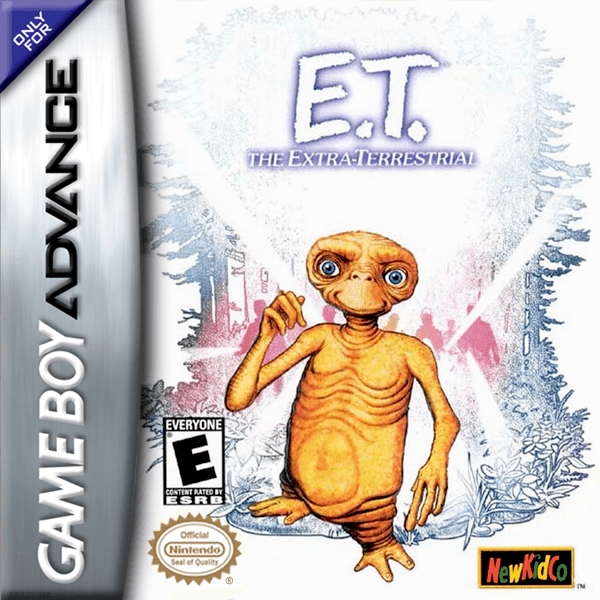 ONLY
FOR
GAME BOY ADVANCE
E.T.
THE EXTRA-TERRESTRIAL
EVERYONE
E
®
CONTENT RATED BY
ESRB
Official
Nintendo
Seal of Quality
®
NewKidCo
TM